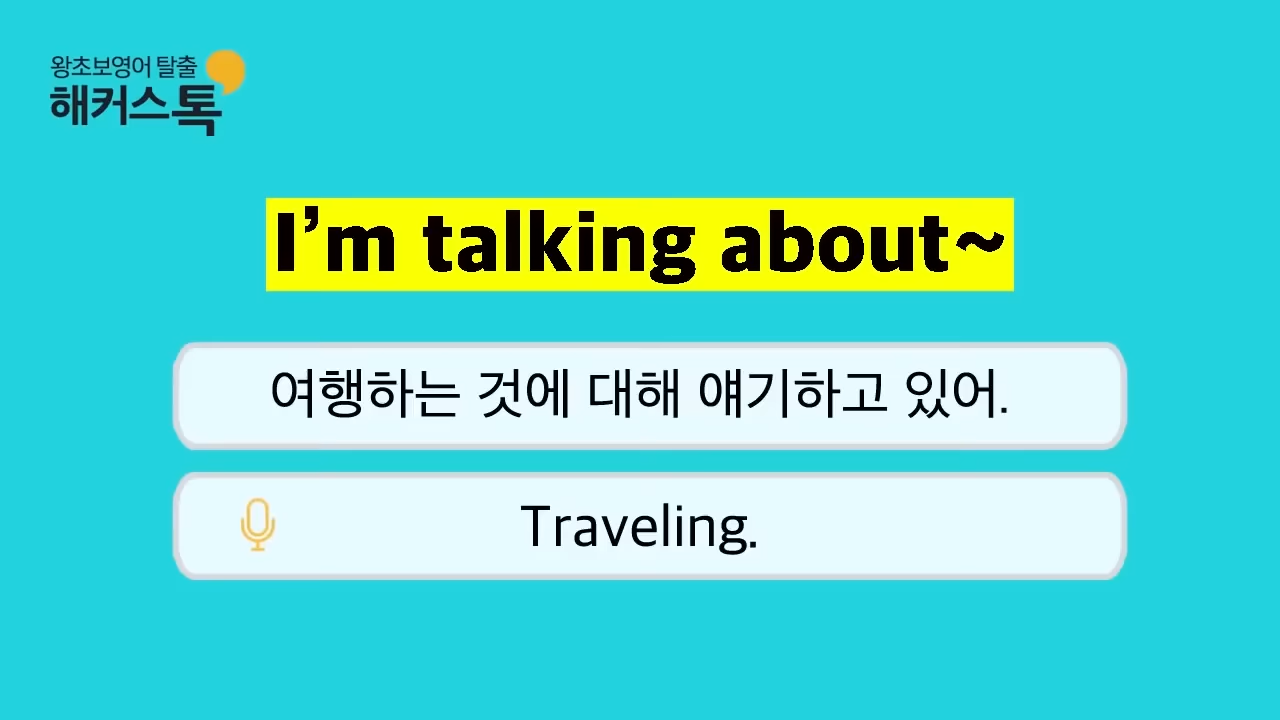 왕초보영어 탈출
해커스톡
I’m talking about~
여행하는 것에 대해 얘기하고 있어.
Traveling.